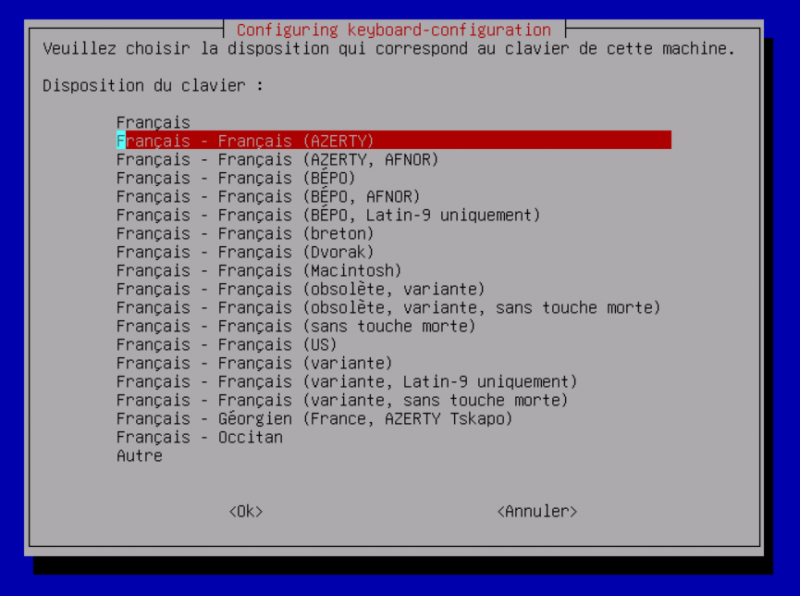 Configuring keyboard-configuration
Veuillez choisir la disposition qui correspond au clavier de cette machine.
Disposition du clavier :
Français
Français - Français (AZERTY)
Français - Français (AZERTY, AFNOR)
Français - Français (BÉPO)
Français - Français (BÉPO, AFNOR)
Français - Français (BÉPO, Latin-9 uniquement)
Français - Français (breton)
Français - Français (Dvorak)
Français - Français (Macintosh)
Français - Français (obsolète, variante)
Français - Français (obsolète, variante, sans touche morte)
Français - Français (sans touche morte)
Français - Français (US)
Français - Français (variante)
Français - Français (variante, Latin-9 uniquement)
Français - Français (variante, sans touche morte)
Français - Géorgien (France, AZERTY Tskapo)
Français - Occitan
Autre
<Ok> <Annuler>